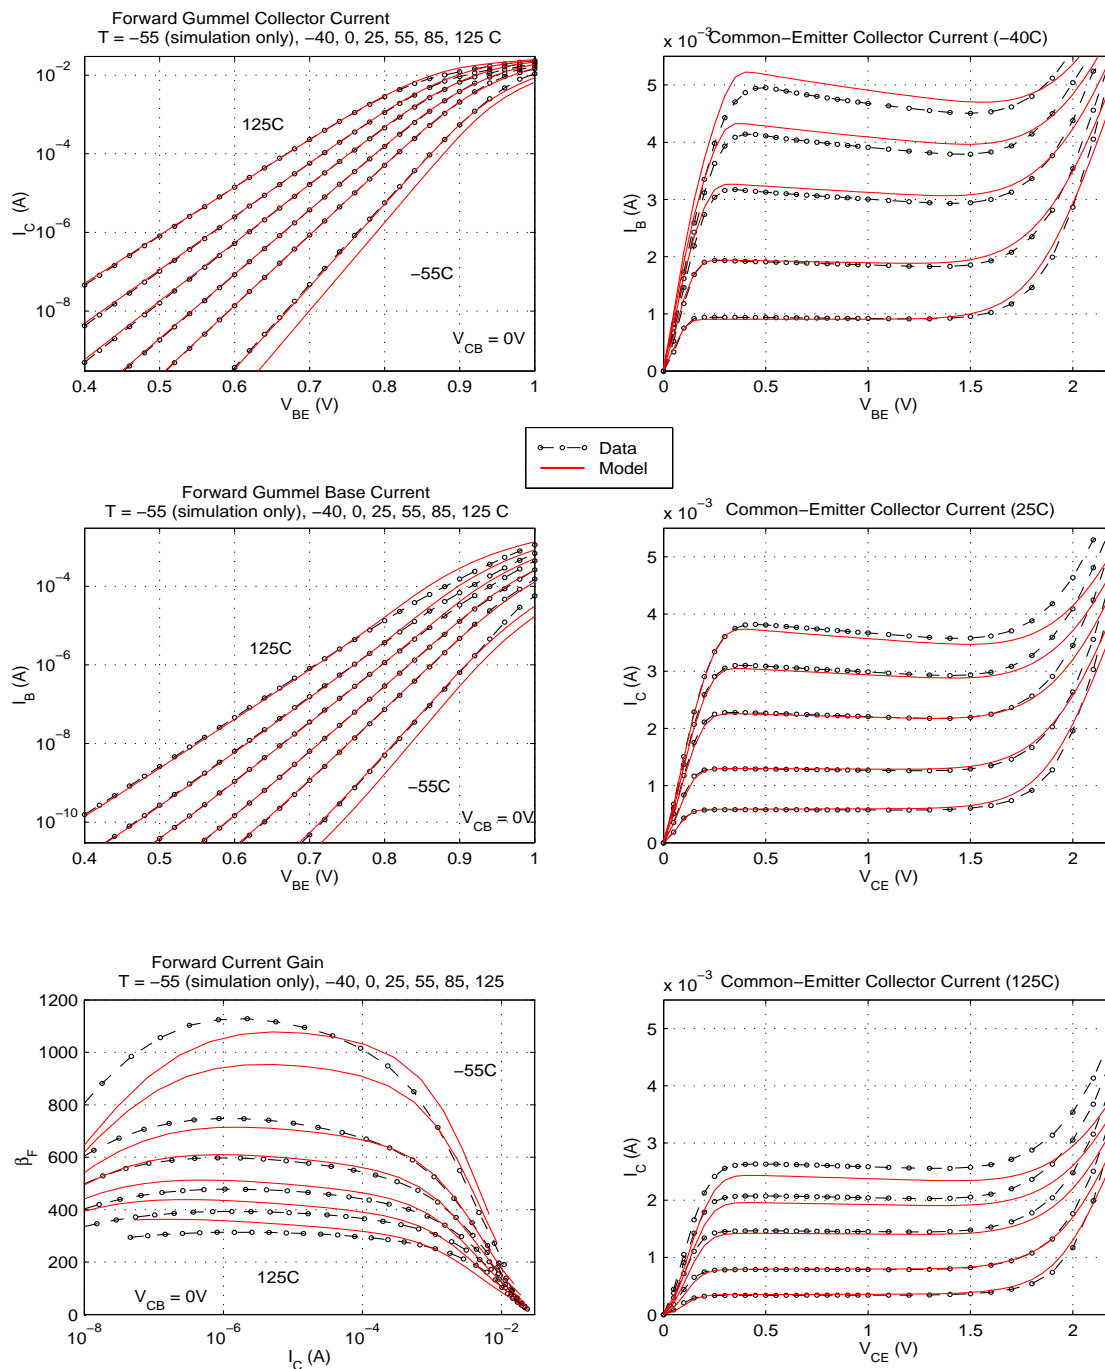 Forward Gummel Collector Current
T = −55 (simulation only), −40, 0, 25, 55, 85, 125 C
10−2
10−4
10−6
10−8
I_C (A)
125C
−55C
V_CB = 0V
0.4 0.5 0.6 0.7 0.8 0.9 1
V_BE (V)
x 10−3
Common−Emitter Collector Current (−40C)
5
4
3
2
1
0
I_B (A)
0 0.5 1 1.5 2
V_BE (V)
Data
Model
Forward Gummel Base Current
T = −55 (simulation only), −40, 0, 25, 55, 85, 125 C
10−4
10−6
10−8
10−10
I_B (A)
125C
−55C
V_CB = 0V
0.4 0.5 0.6 0.7 0.8 0.9 1
V_BE (V)
x 10−3
Common−Emitter Collector Current (25C)
5
4
3
2
1
0
I_C (A)
0 0.5 1 1.5 2
V_CE (V)
Forward Current Gain
T = −55 (simulation only), −40, 0, 25, 55, 85, 125
1200
1000
800
600
400
200
0
β_F
−55C
125C
V_CB = 0V
10−8 10−6 10−4 10−2
I_C (A)
x 10−3
Common−Emitter Collector Current (125C)
5
4
3
2
1
0
I_C (A)
0 0.5 1 1.5 2
V_CE (V)